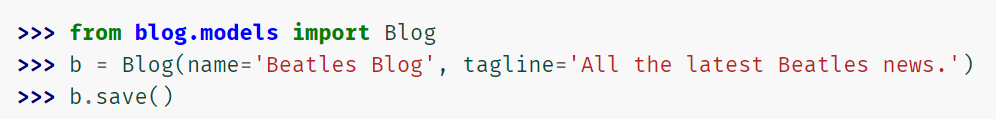 >>> from blog.models import Blog
>>> b = Blog(name='Beatles Blog', tagline='All the latest Beatles news.')
>>> b.save()